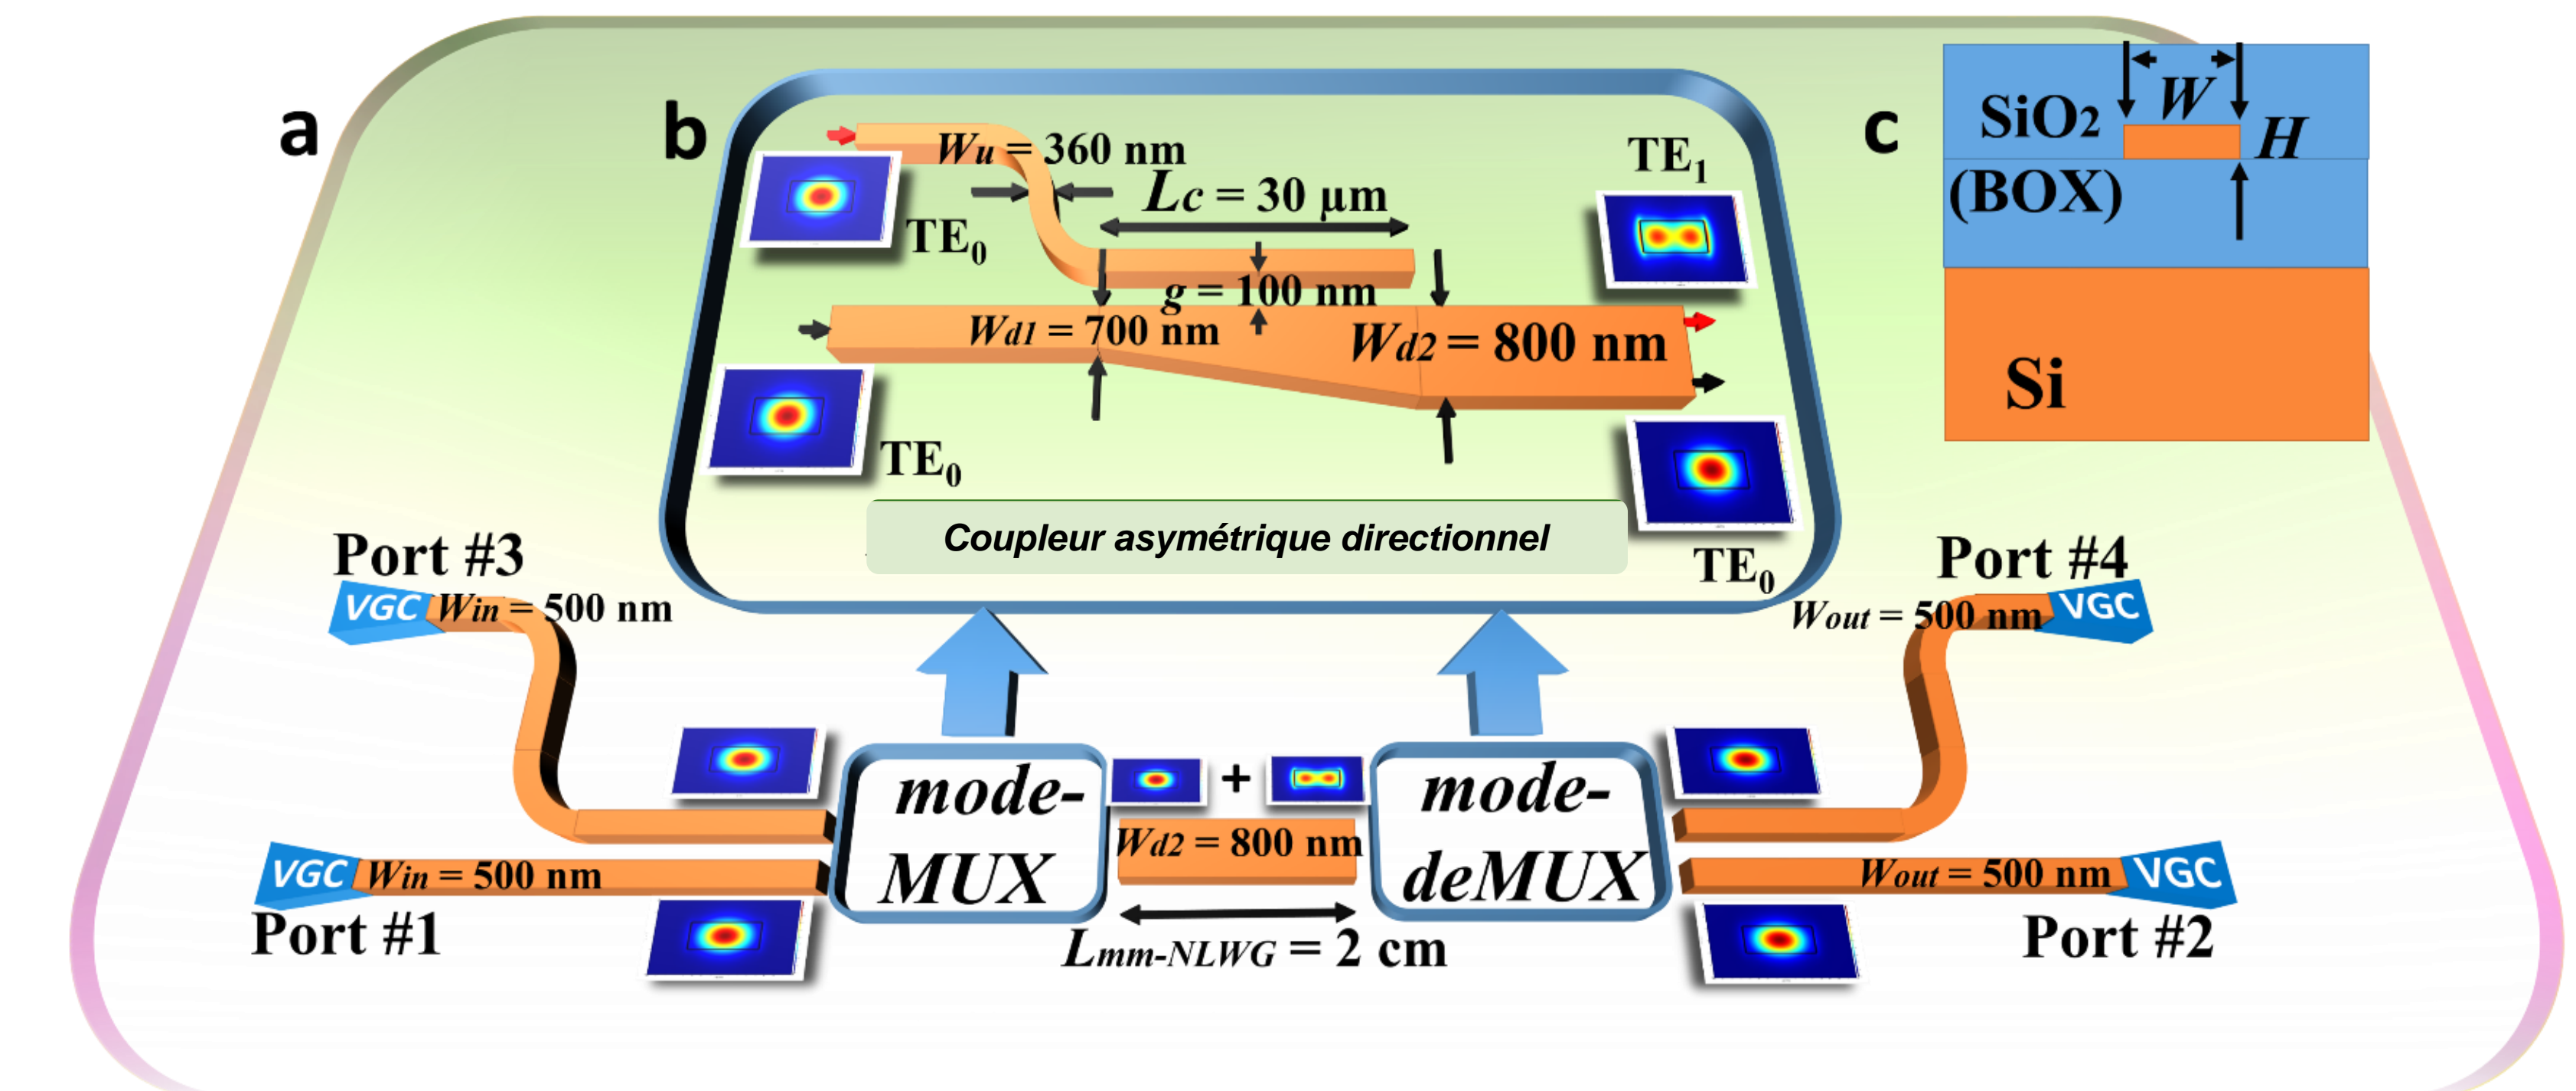 a
b
Wu = 360 nm
Lc = 30 µm
TE0
g = 100 nm
Wd1 = 700 nm
Wd2 = 800 nm
TE1
TE0
TE0
Coupleur asymétrique directionnel
c
W
SiO2
H
(BOX)
Si
Port #3
VGC
Win = 500 nm
Port #4
Wout = 500 nm
VGC
mode-
MUX
+
mode-
deMUX
Wd2 = 800 nm
VGC
Win = 500 nm
Port #1
Lmm-NLWG = 2 cm
Wout = 500 nm
VGC
Port #2